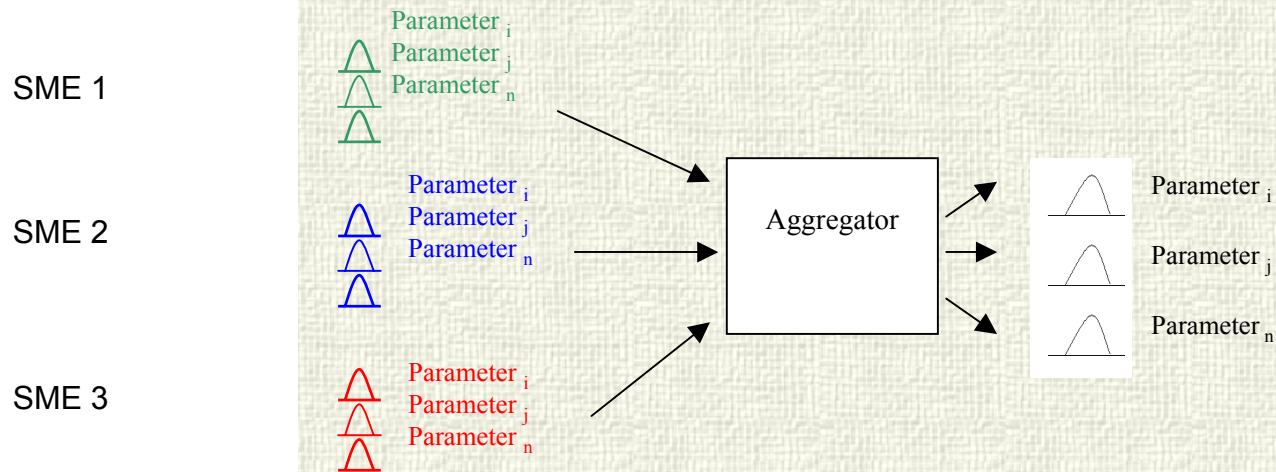 SME 1
Parameter i
Parameter j
Parameter n
SME 2
Parameter i
Parameter j
Parameter n
SME 3
Parameter i
Parameter j
Parameter n
Aggregator
Parameter i
Parameter j
Parameter n